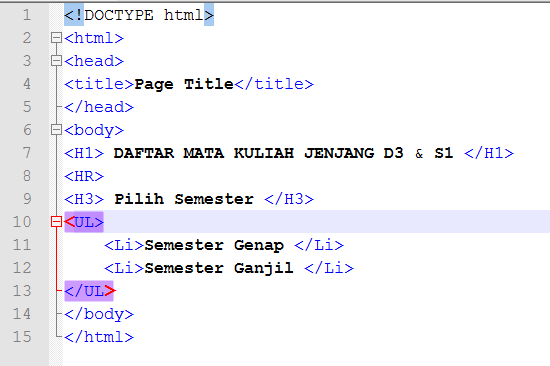 1 <!DOCTYPE html>
2 <html>
3 <head>
4 <title>Page Title</title>
5 </head>
6 <body>
7 <H1> DAFTAR MATA KULIAH JENJANG D3 & S1 </H1>
8 <HR>
9 <H3> Pilih Semester </H3>
10 <UL>
11     <Li>Semester Genap </Li>
12     <Li>Semester Ganjil </Li>
13 </UL>
14 </body>
15 </html>